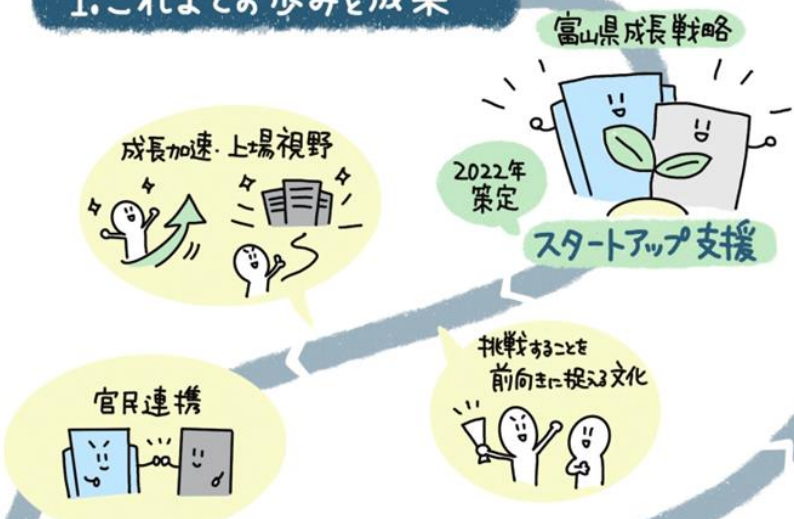 1.これまでの歩みと成果
富山県成長戦略
2022年
策定
スタートアップ支援
成長加速・上場視野
挑戦することを
前向きに捉える文化
官民連携